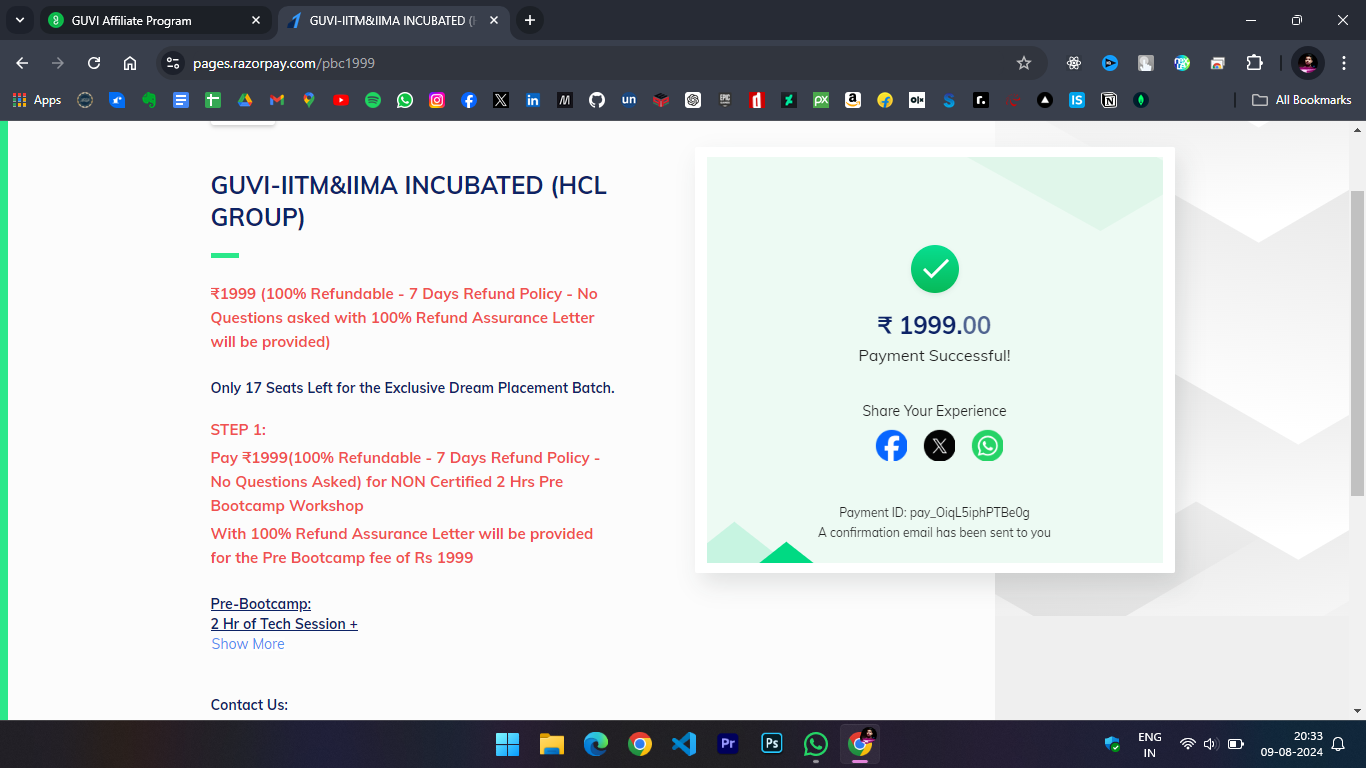 GUVI Affiliate Program
GUVI-IITM&IIMA INCUBATED (H
pages.razorpay.com/pbc1999
Apps
All Bookmarks
GUVI-IITM&IIMA INCUBATED (HCL
GROUP)
₹1999 (100% Refundable - 7 Days Refund Policy - No
Questions asked with 100% Refund Assurance Letter
will be provided)
Only 17 Seats Left for the Exclusive Dream Placement Batch.
STEP 1:
Pay ₹1999(100% Refundable - 7 Days Refund Policy -
No Questions Asked) for NON Certified 2 Hrs Pre
Bootcamp Workshop
With 100% Refund Assurance Letter will be provided
for the Pre Bootcamp fee of Rs 1999
Pre-Bootcamp:
2 Hr of Tech Session +
Show More
Contact Us:
₹ 1999.00
Payment Successful!
Share Your Experience
Payment ID: pay_OiqL5iphPTBe0g
A confirmation email has been sent to you
ENG
IN
20:33
09-08-2024